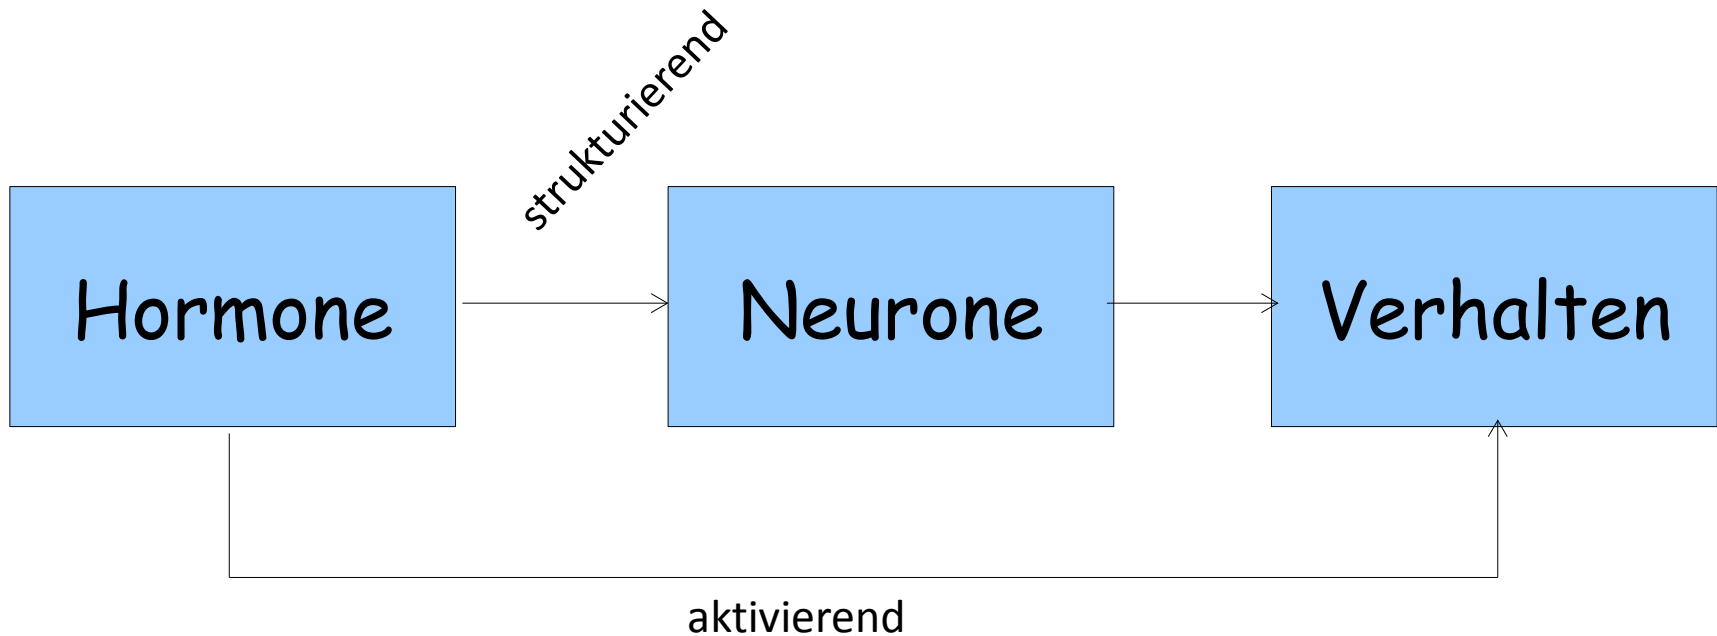 strukturierend
Hormone
Neurone
Verhalten
aktivierend